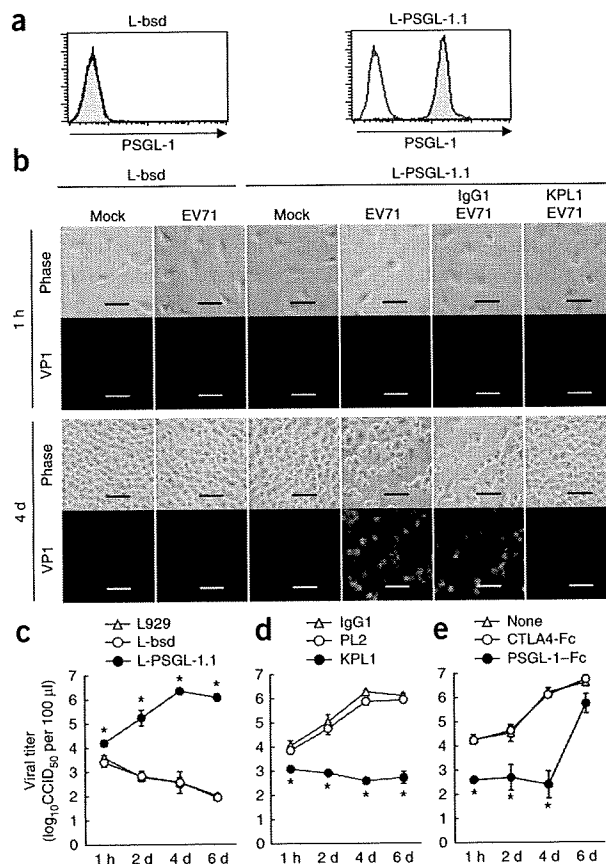 a
L-bsd
L-PSGL-1.1
PSGL-1
PSGL-1
b
L-bsd
L-PSGL-1.1
Mock
EV71
Mock
EV71
IgG1
EV71
KPL1
EV71
1 h
Phase
VP1
4 d
Phase
VP1
c
L929
L-bsd
L-PSGL-1.1
d
IgG1
PL2
KPL1
e
None
CTLA4-Fc
PSGL-1–Fc
Viral titer
(log10CCID50 per 100 µl)
7
6
5
4
3
2
1
0
* * * *
1 h 2 d 4 d 6 d
7
6
5
4
3
2
1
0
* * * *
1 h 2 d 4 d 6 d
7
6
5
4
3
2
1
0
* * *
1 h 2 d 4 d 6 d